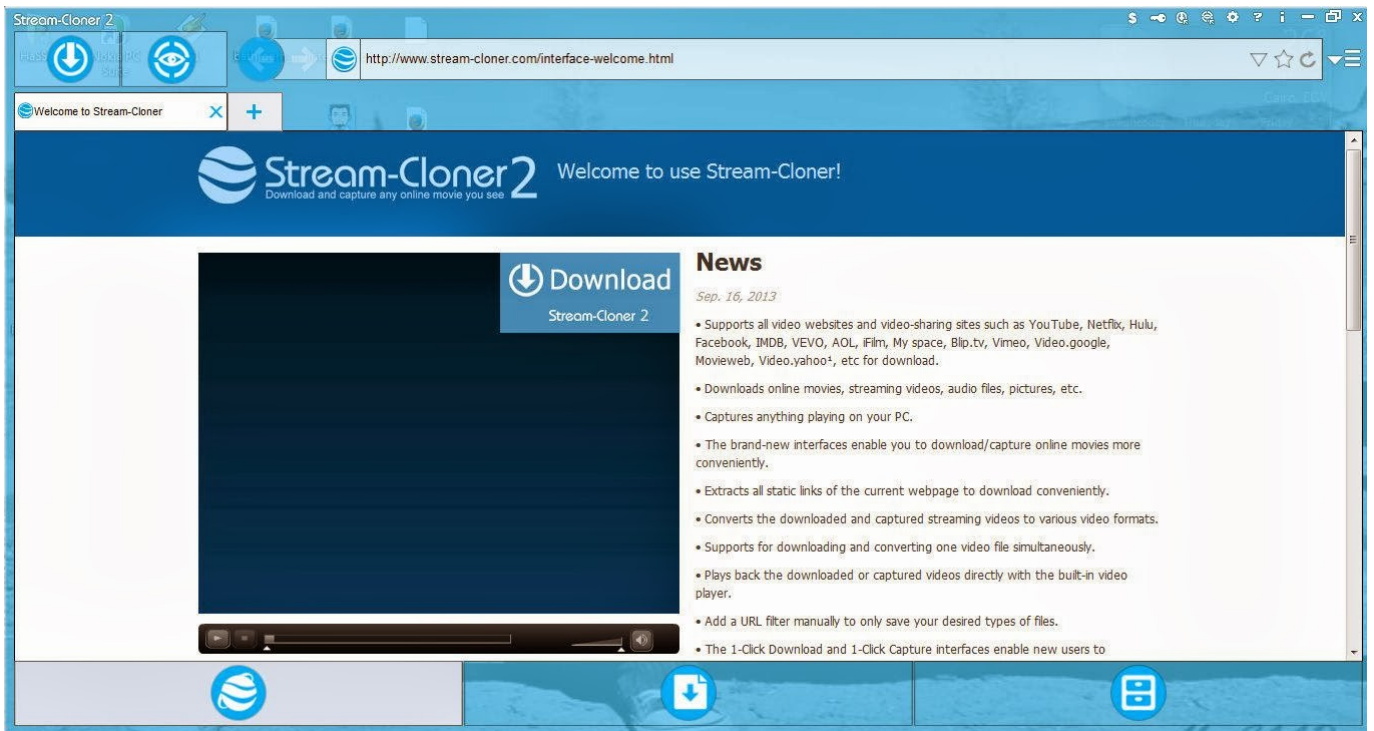 Stream-Cloner 2
http://www.stream-cloner.com/interface-welcome.html
Welcome to Stream-Cloner
Stream-Cloner 2
Download and capture any online movie you see
Welcome to use Stream-Cloner!
Download
Stream-Cloner 2
News
Sep. 16, 2013
• Supports all video websites and video-sharing sites such as YouTube, Netflix, Hulu,
Facebook, IMDB, VEVO, AOL, iFilm, My space, Blip.tv, Vimeo, Video.google,
Movieweb, Video.yahoo¹, etc for download.
• Downloads online movies, streaming videos, audio files, pictures, etc.
• Captures anything playing on your PC.
• The brand-new interfaces enable you to download/capture online movies more
conveniently.
• Extracts all static links of the current webpage to download conveniently.
• Converts the downloaded and captured streaming videos to various video formats.
• Supports for downloading and converting one video file simultaneously.
• Plays back the downloaded or captured videos directly with the built-in video
player.
• Add a URL filter manually to only save your desired types of files.
• The 1-Click Download and 1-Click Capture interfaces enable new users to